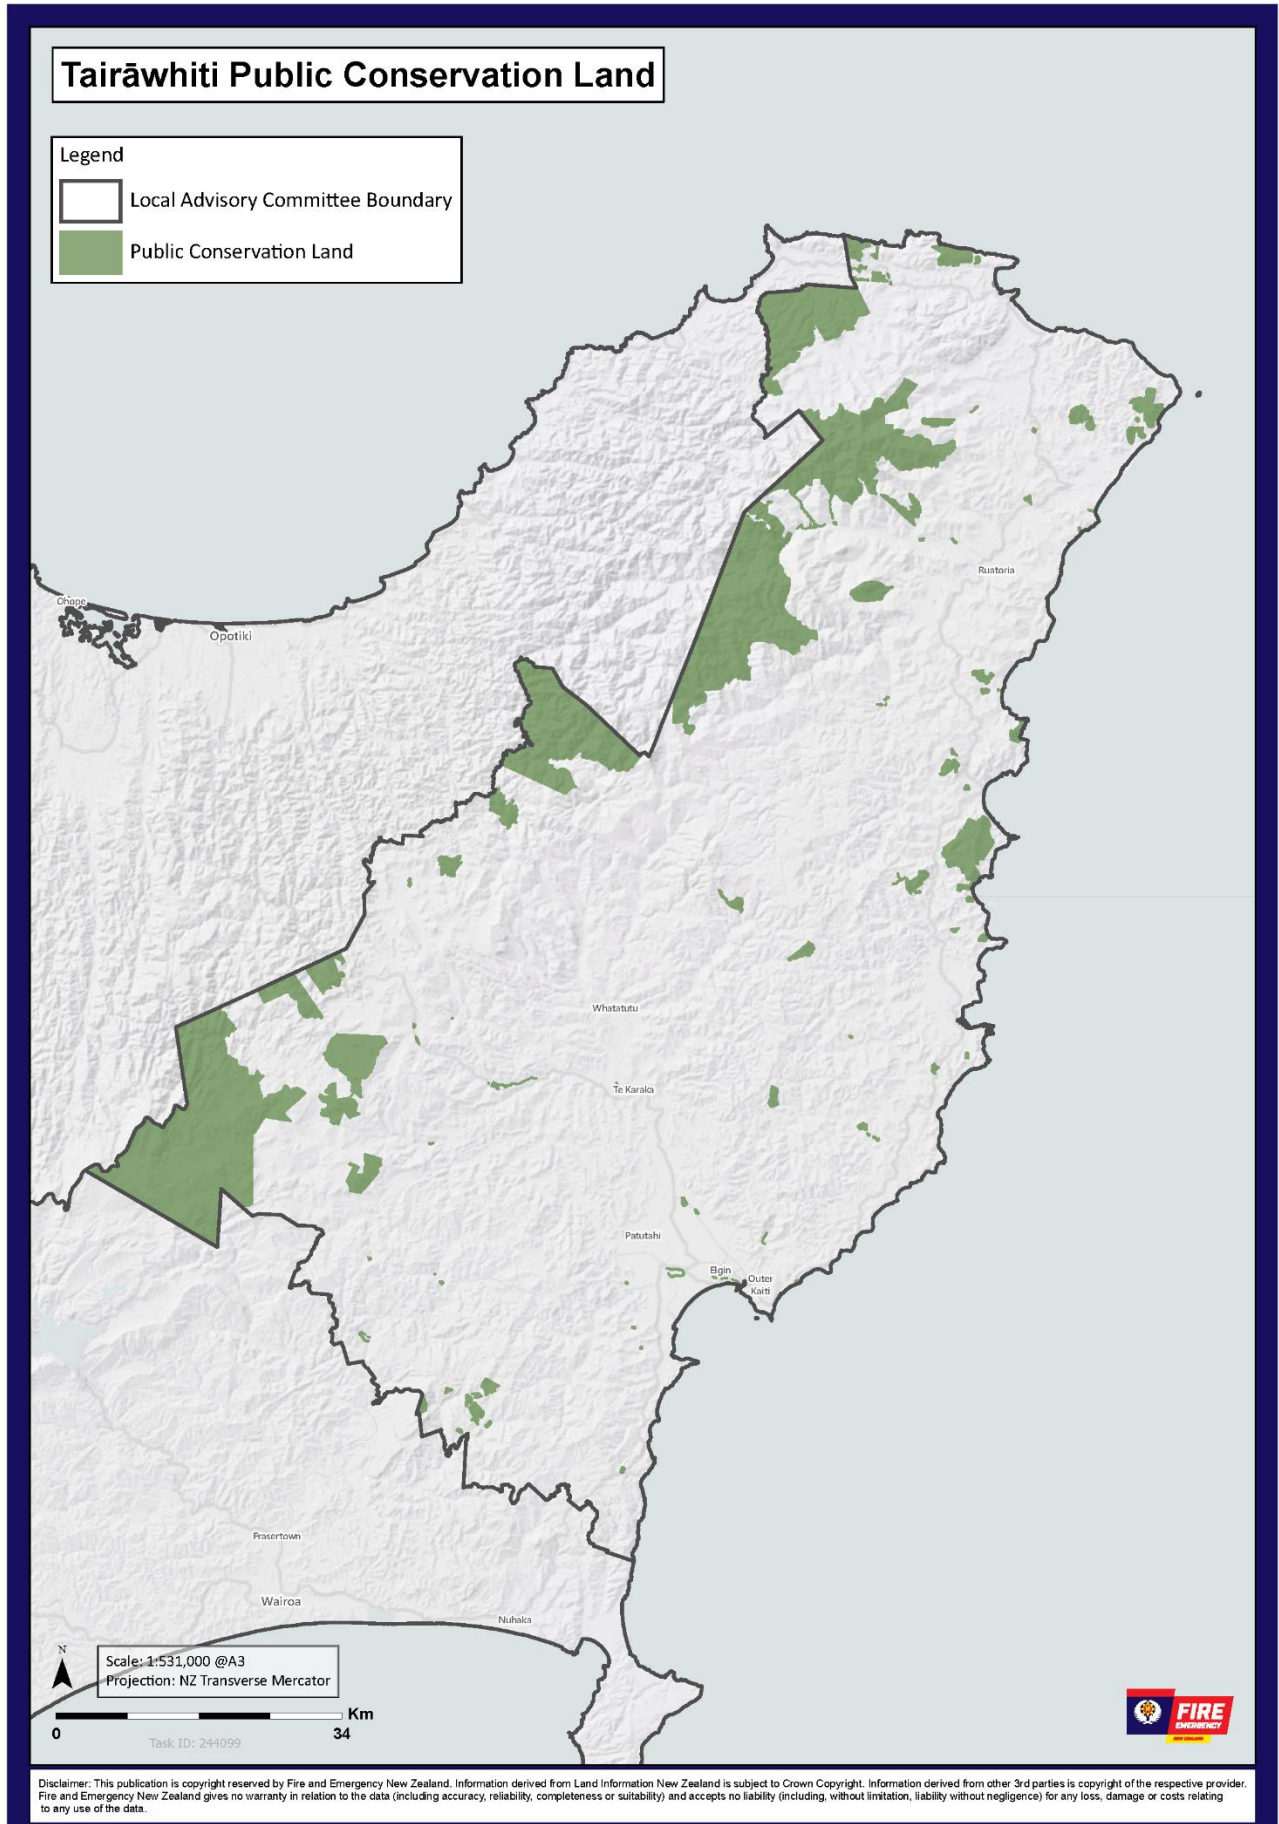 Tairāwhiti Public Conservation Land
Legend
Local Advisory Committee Boundary
Public Conservation Land
Ohope
Opotiki
Ruatoria
Whatatutu
Te Karaka
Patutahi
Elgin
Outer
Kaiti
Frasertown
Wairoa
Nuhaka
N
Scale: 1:531,000 @A3
Projection: NZ Transverse Mercator
Km
0
34
Task ID: 244099
FIRE
EMERGENCY
NEW ZEALAND
Disclaimer: This publication is copyright reserved by Fire and Emergency New Zealand. Information derived from Land Information New Zealand is subject to Crown Copyright. Information derived from other 3rd parties is copyright of the respective provider.
Fire and Emergency New Zealand gives no warranty in relation to the data (including accuracy, reliability, completeness or suitability) and accepts no liability (including, without limitation, liability without negligence) for any loss, damage or costs relating
to any use of the data.